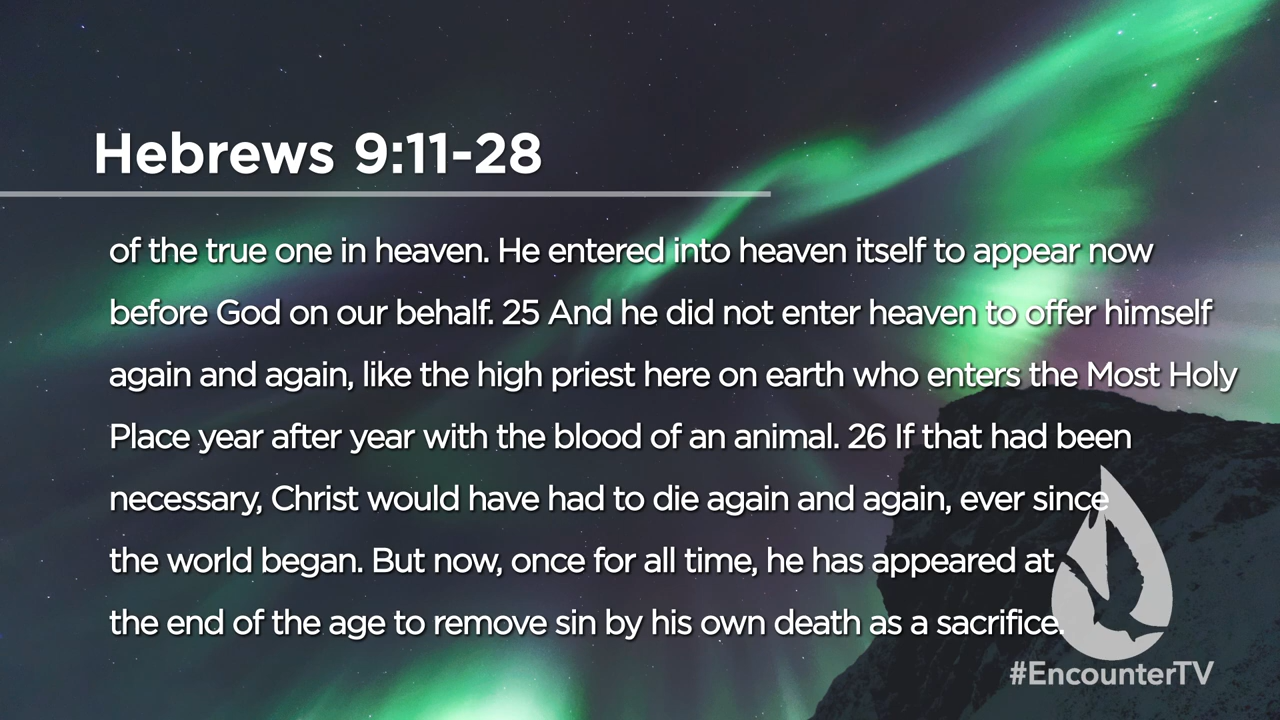 Hebrews 9:11-28
of the true one in heaven. He entered into heaven itself to appear now
before God on our behalf. 25 And he did not enter heaven to offer himself
again and again, like the high priest here on earth who enters the Most Holy
Place year after year with the blood of an animal. 26 If that had been
necessary, Christ would have had to die again and again, ever since
the world began. But now, once for all time, he has appeared at
the end of the age to remove sin by his own death as a sacrifice.
#EncounterTV